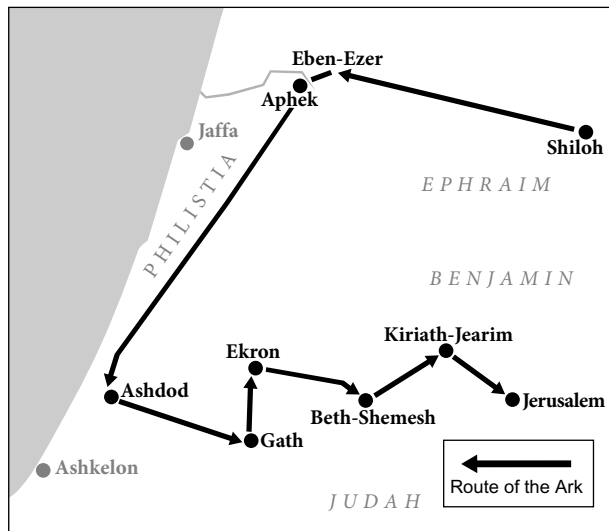 Eben-Ezer
Aphek
Jaffa
Shiloh
PHILISTIA
EPHRAIM
BENJAMIN
Kiriath-Jearim
Ekron
Ashdod
Beth-Shemesh
Jerusalem
Gath
Ashkelon
JUDAH
Route of the Ark